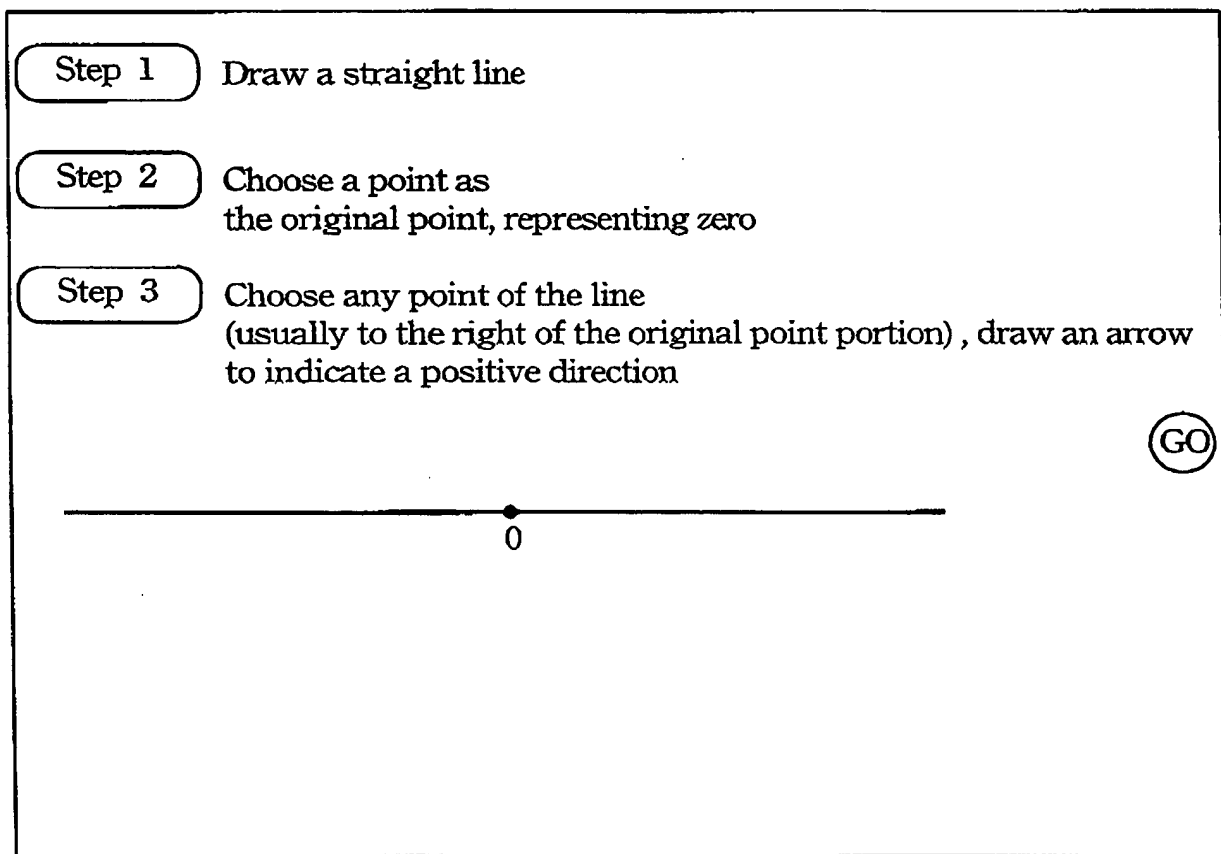 Step 1 Draw a straight line
Step 2 Choose a point as
the original point, representing zero
Step 3 Choose any point of the line
(usually to the right of the original point portion) , draw an arrow
to indicate a positive direction
GO
0